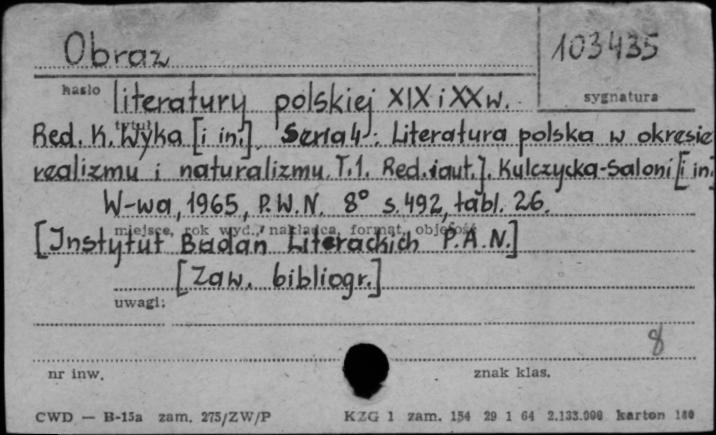 Obraz
103435
hasło
sygnatura
literatury polskiej XIX i XX w.
tytuł
Red. K. Wyka [i in.]. Seria 4: Literatura polska w okresie
realizmu i naturalizmu. T.1. Red. i aut. J. Kulczycka-Saloni [i in.]
W-wa, 1965, P.W.N. 8° s. 492, tabl. 26.
miejsce, rok wyd., nakładca, format, objętość
[Instytut Badań Literackich P.A.N.]
[Zaw. bibliogr.]
uwagi:
8
nr inw.
znak klas.
CWD — B-15a zam. 275/ZW/P
KZG 1 zam. 154 29 1 64 2.133.000 karton 180